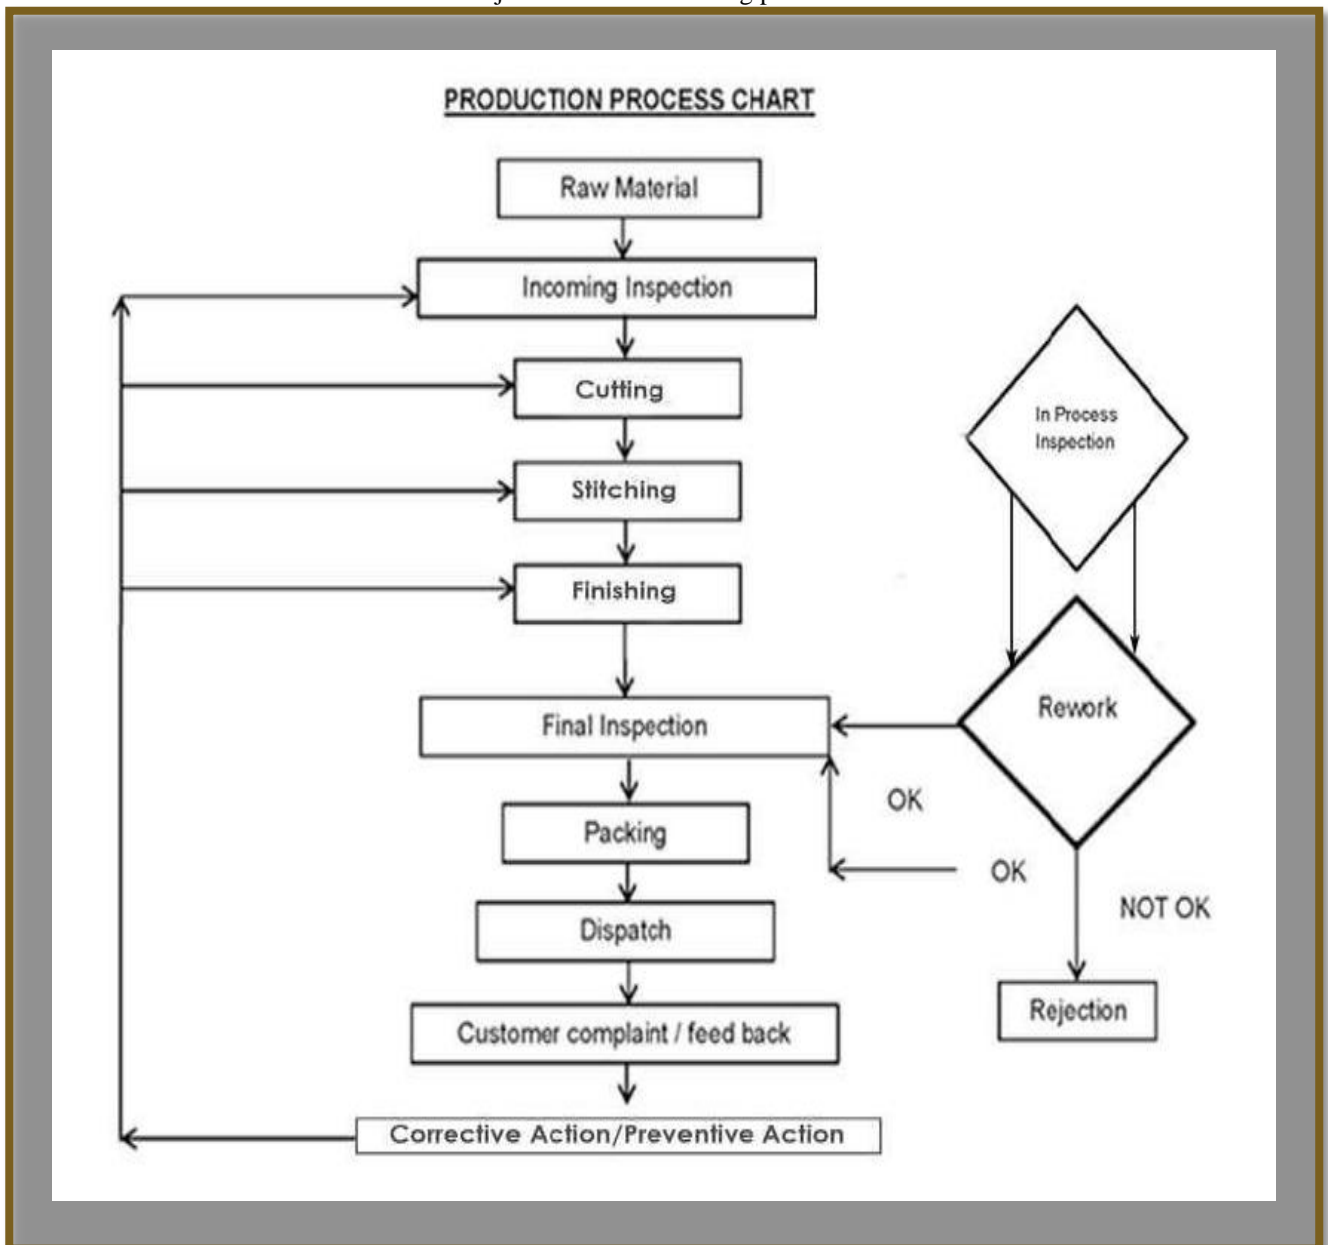 PRODUCTION PROCESS CHART
Raw Material
Incoming Inspection
Cutting
Stitching
Finishing
Final Inspection
Packing
Dispatch
Customer complaint / feed back
Corrective Action/Preventive Action
In Process
Inspection
Rework
OK
OK
NOT OK
Rejection